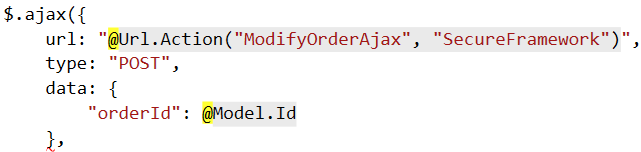 $.ajax({
    url: "@Url.Action("ModifyOrderAjax", "SecureFramework")",
    type: "POST",
    data: {
        "orderId": @Model.Id
    },